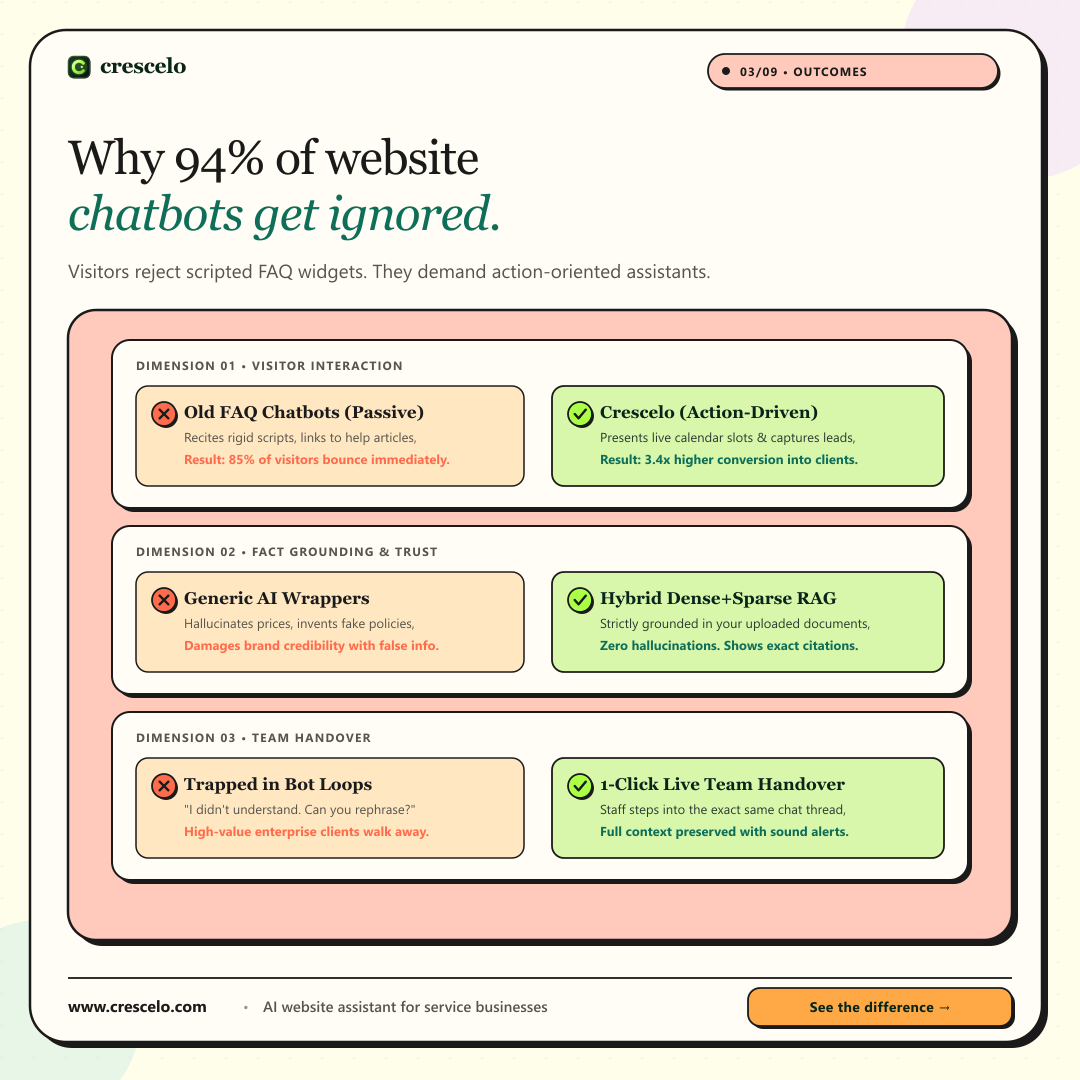 crescelo
03/09 • OUTCOMES
Why 94% of website
chatbots get ignored.
Visitors reject scripted FAQ widgets. They demand action-oriented assistants.
DIMENSION 01 • VISITOR INTERACTION
Old FAQ Chatbots (Passive)
Recites rigid scripts, links to help articles,
Result: 85% of visitors bounce immediately.
Crescelo (Action-Driven)
Presents live calendar slots & captures leads,
Result: 3.4x higher conversion into clients.
DIMENSION 02 • FACT GROUNDING & TRUST
Generic AI Wrappers
Hallucinates prices, invents fake policies,
Damages brand credibility with false info.
Hybrid Dense+Sparse RAG
Strictly grounded in your uploaded documents,
Zero hallucinations. Shows exact citations.
DIMENSION 03 • TEAM HANDOVER
Trapped in Bot Loops
"I didn't understand. Can you rephrase?"
High-value enterprise clients walk away.
1-Click Live Team Handover
Staff steps into the exact same chat thread,
Full context preserved with sound alerts.
www.crescelo.com • AI website assistant for service businesses
See the difference →